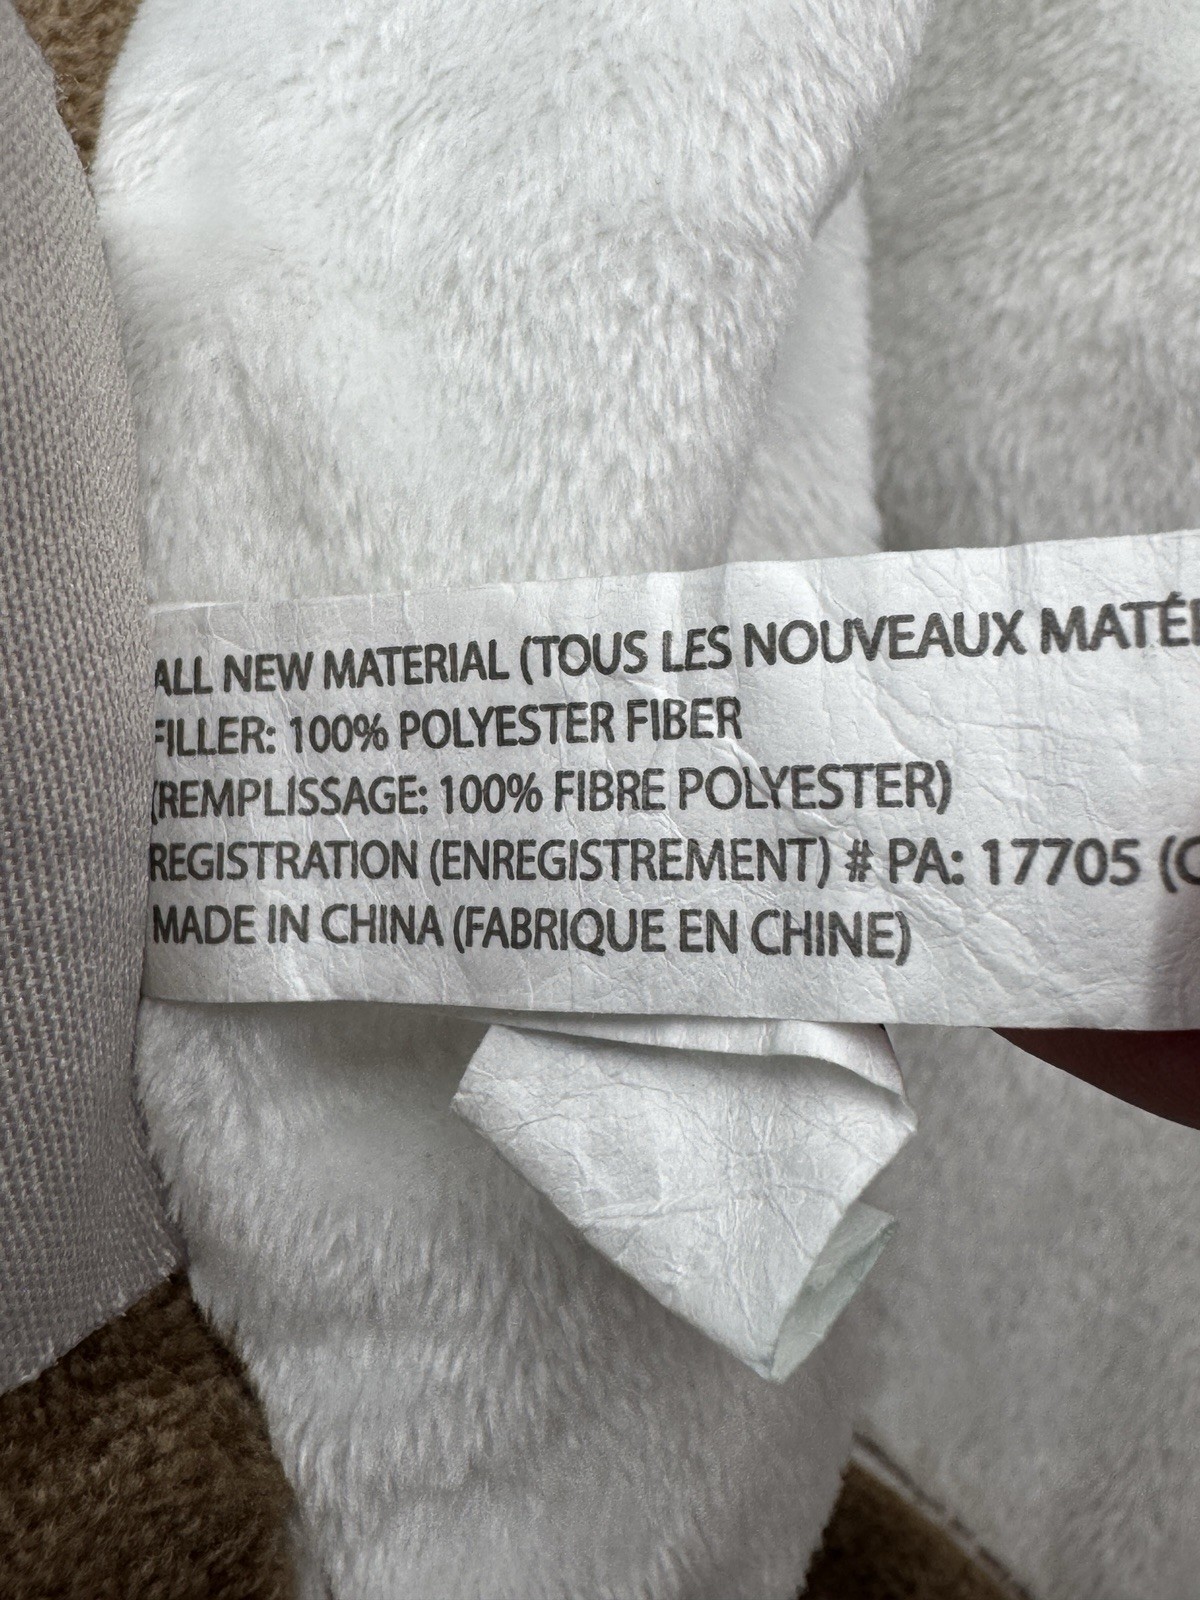 ALL NEW MATERIAL (TOUS LES NOUVEAUX
FILLER: 100% POLYESTER FIBER
(REMPLISSAGE: 100% FIBRE POLYESTER)
REGISTRATION (ENREGISTREMENT) # PA: 17705
MADE IN CHINA (FABRIQUE EN CHINE)